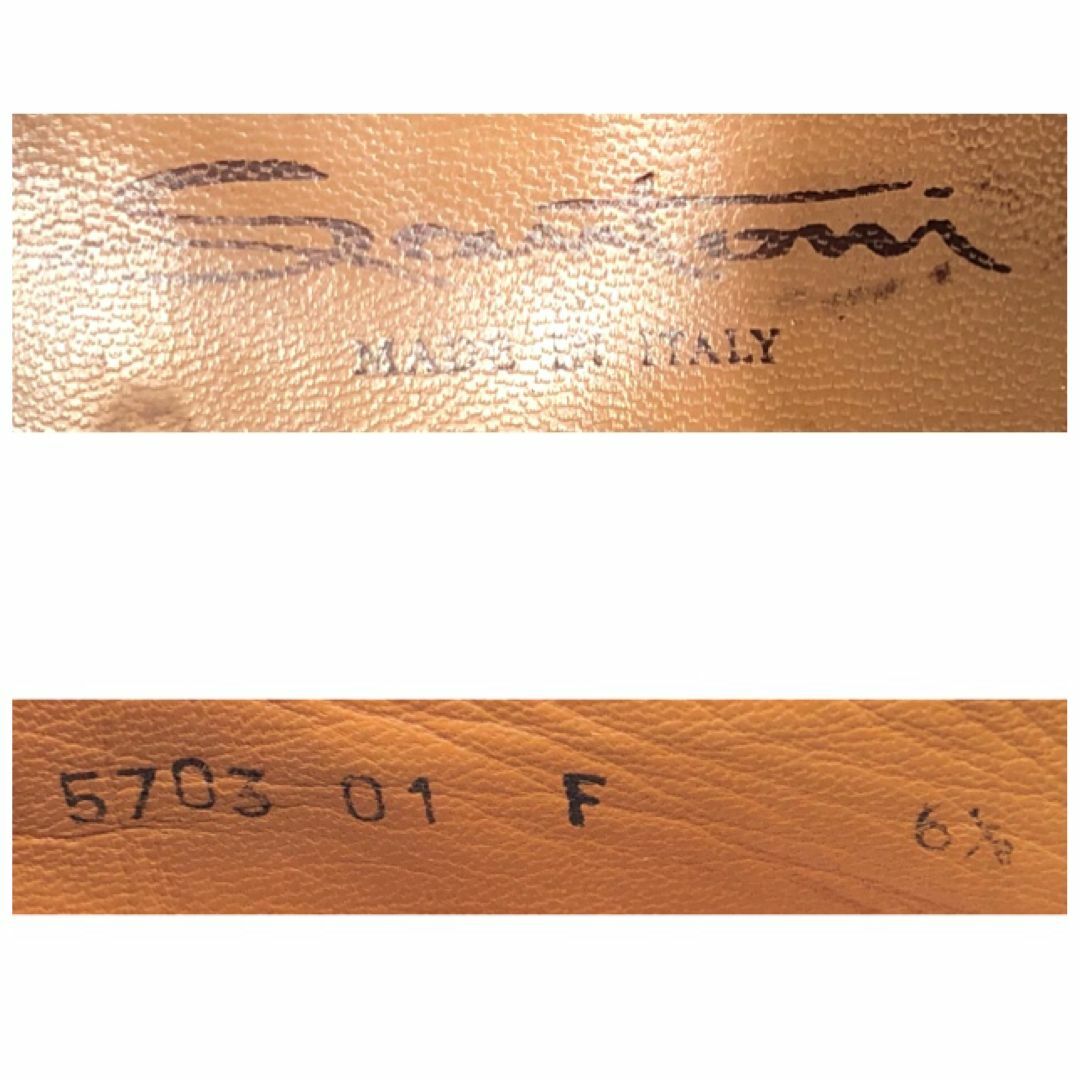 Santoni
MADE IN ITALY
5703 01 F 6½